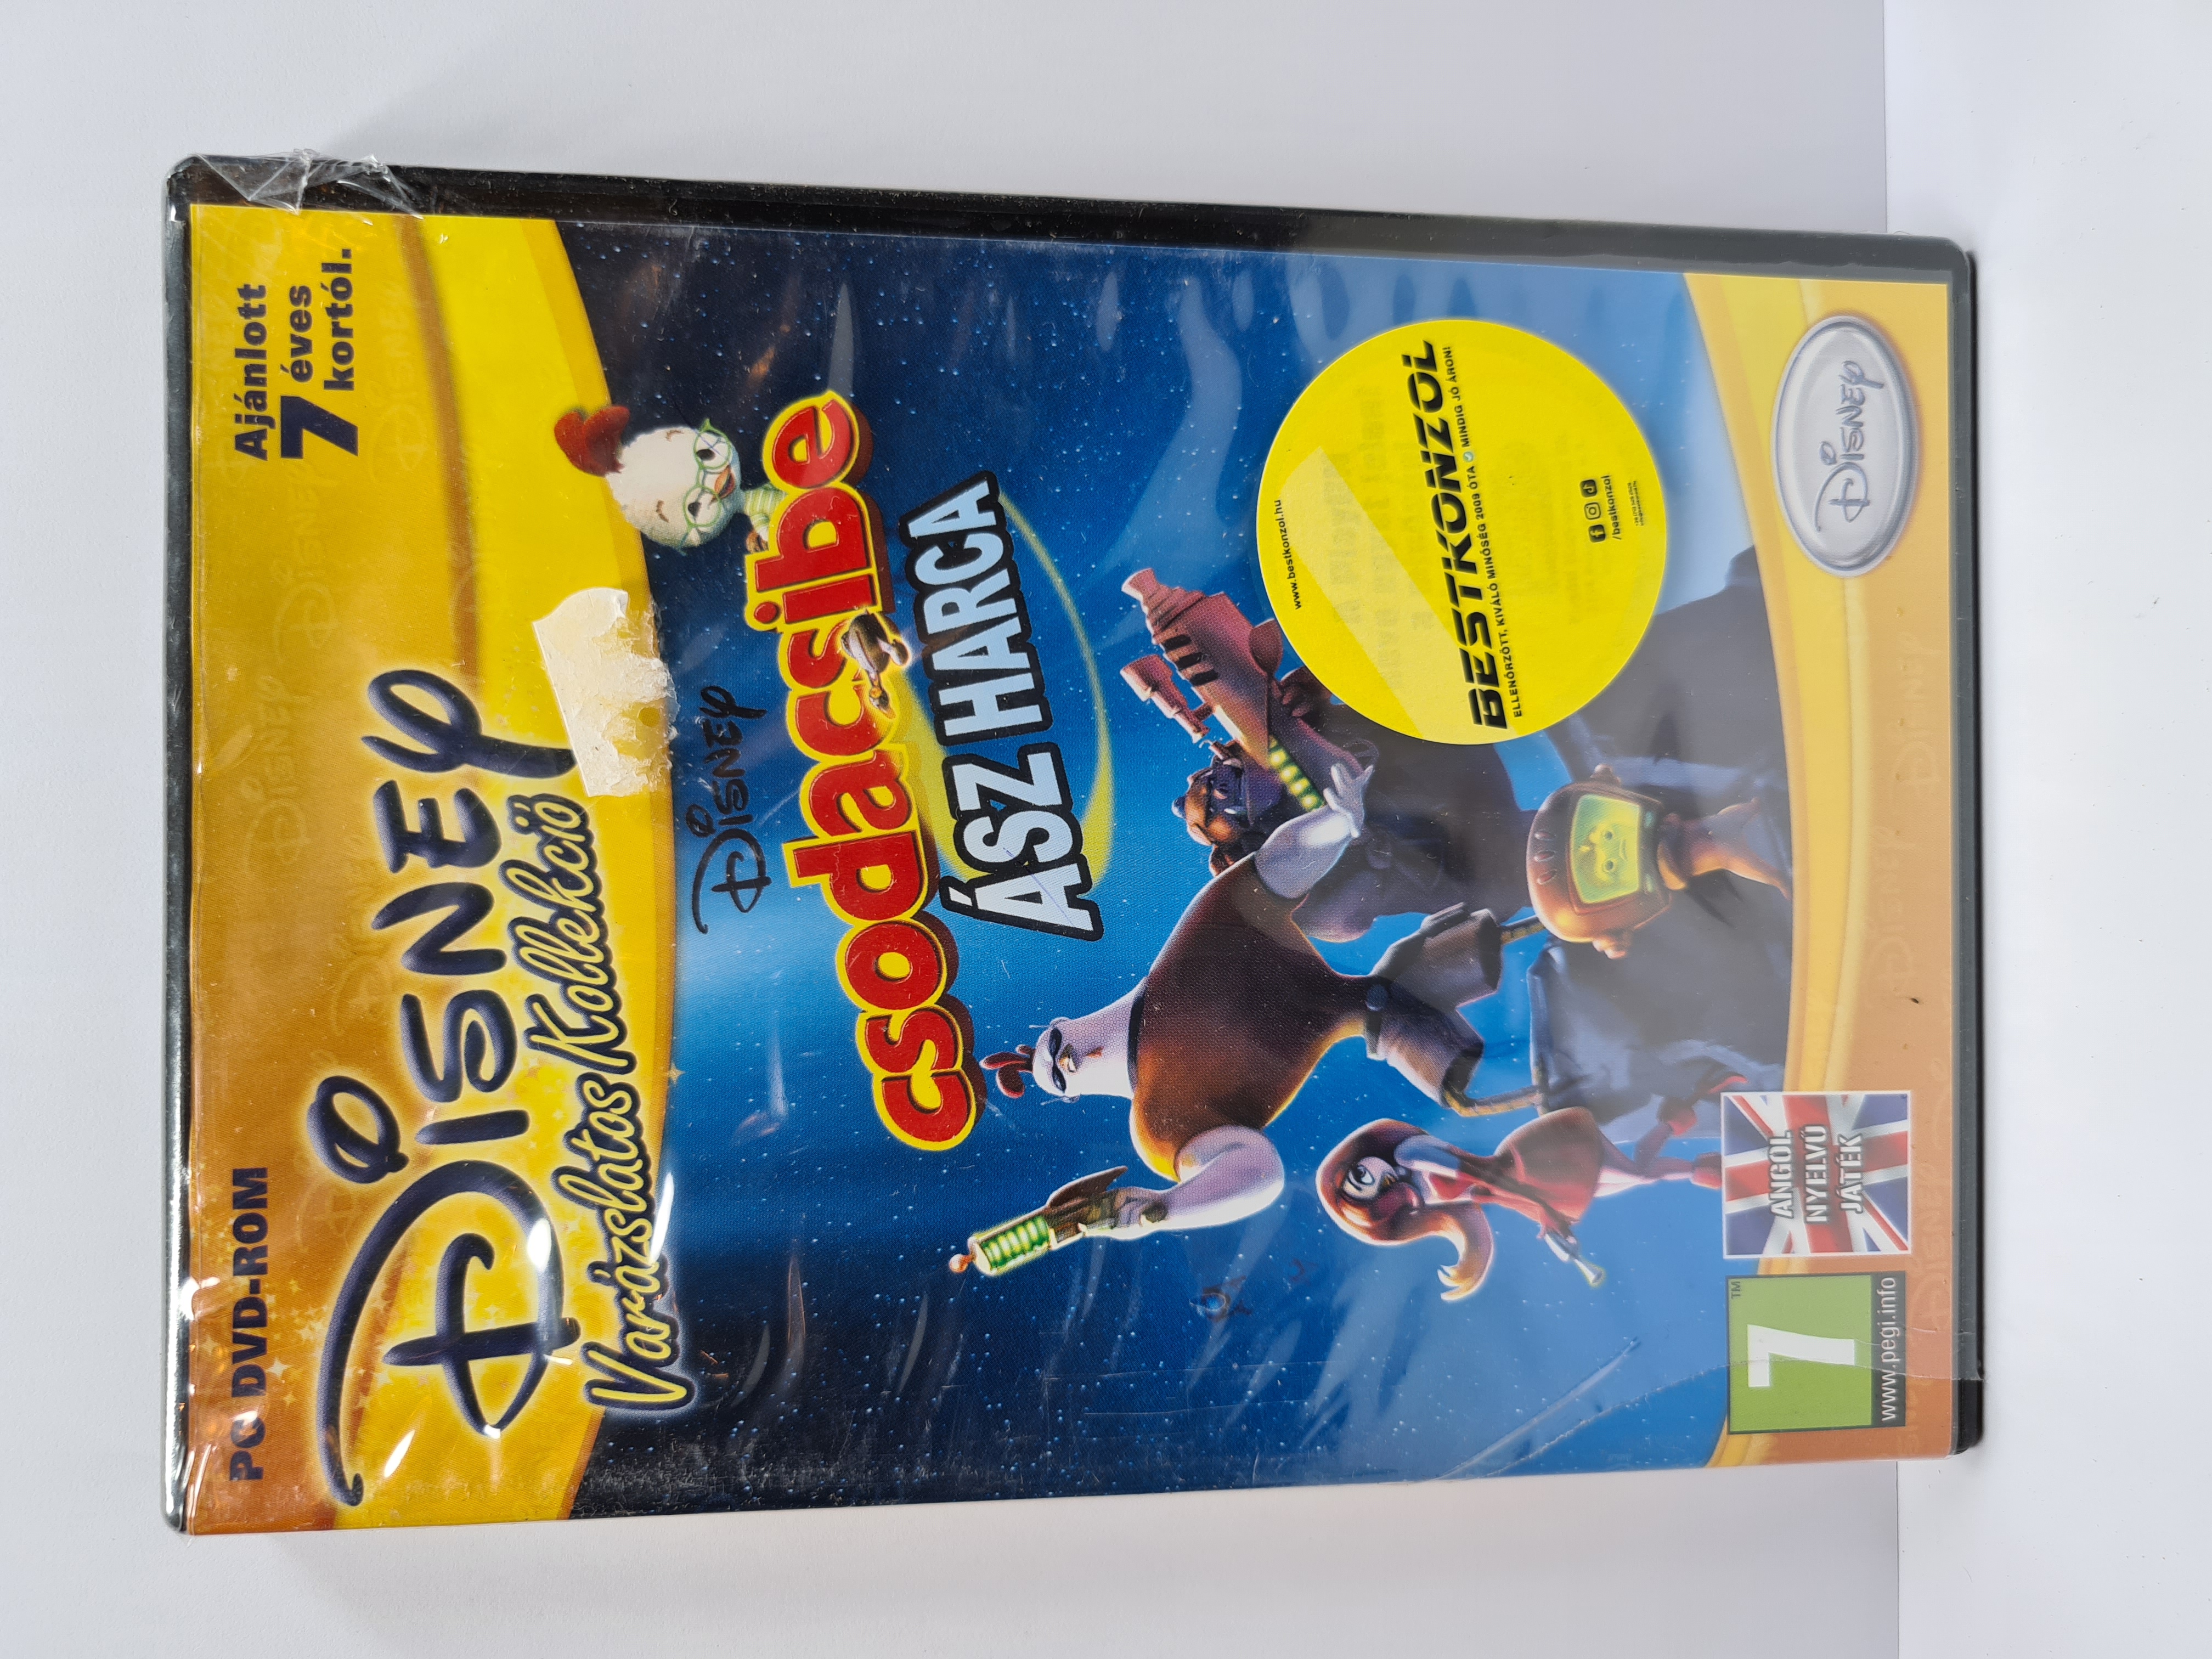 PC DVD-ROM
Ajánlott
7 éves
kortól.
Disney
Varázslatos Kollekció
Disney
csodacsibe
ÁSZ HARCA
www.bestkonzol.hu
BESTKONZOL
ELLENŐRZÖTT, KIVÁLÓ MINŐSÉG 2009 ÓTA MINDIG JÓ ÁRON!
/bestkonzol
7
TM
www.pegi.info
ANGOL
NYELVŰ
JÁTÉK
Disney